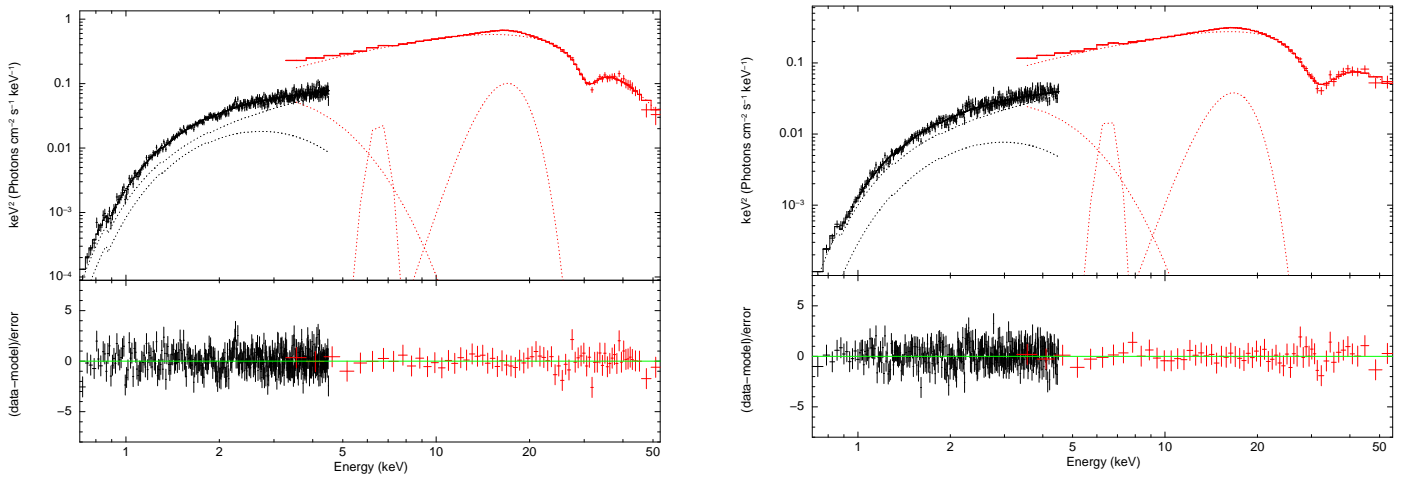 1
0.1
0.01
10⁻³
10⁻⁴
keV² (Photons cm⁻² s⁻¹ keV⁻¹)
5
0
−5
(data−model)/error
1 2 5 10 20 50
Energy (keV)
0.1
0.01
10⁻³
keV² (Photons cm⁻² s⁻¹ keV⁻¹)
5
0
−5
(data−model)/error
1 2 5 10 20 50
Energy (keV)